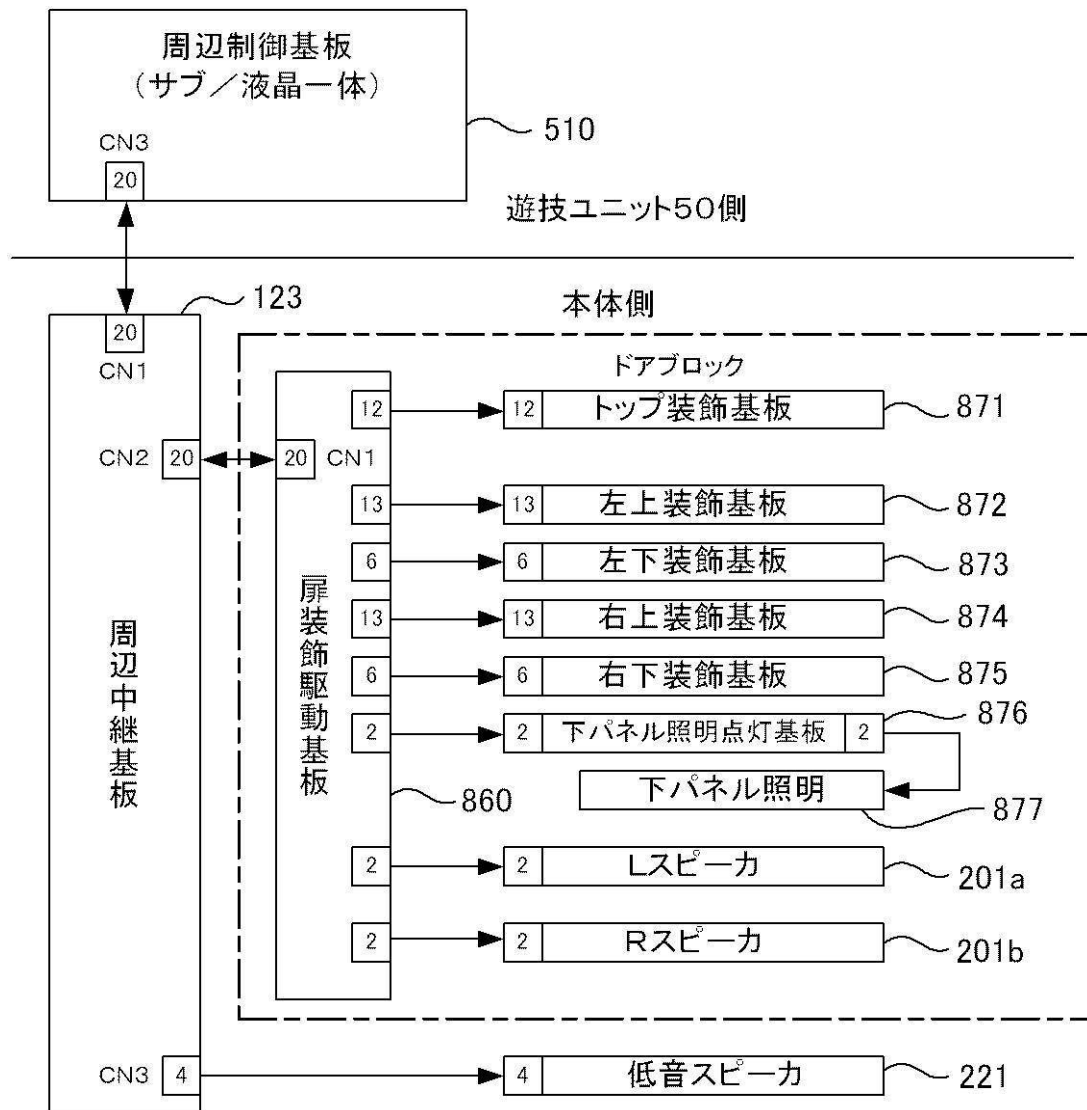 周辺制御基板
（サブ／液晶一体）
510
CN3
20
遊技ユニット50側
123
本体側
20
CN1
ドアブロック
12
12 トップ装飾基板
871
CN2 20
20 CN1
13
13 左上装飾基板
872
6
6 左下装飾基板
873
13
13 右上装飾基板
874
6
6 右下装飾基板
875
2
2 下パネル照明点灯基板 2
876
下パネル照明
877
扉装飾駆動基板
860
周辺中継基板
2
2 Lスピーカ
201a
2
2 Rスピーカ
201b
CN3 4
4 低音スピーカ
221